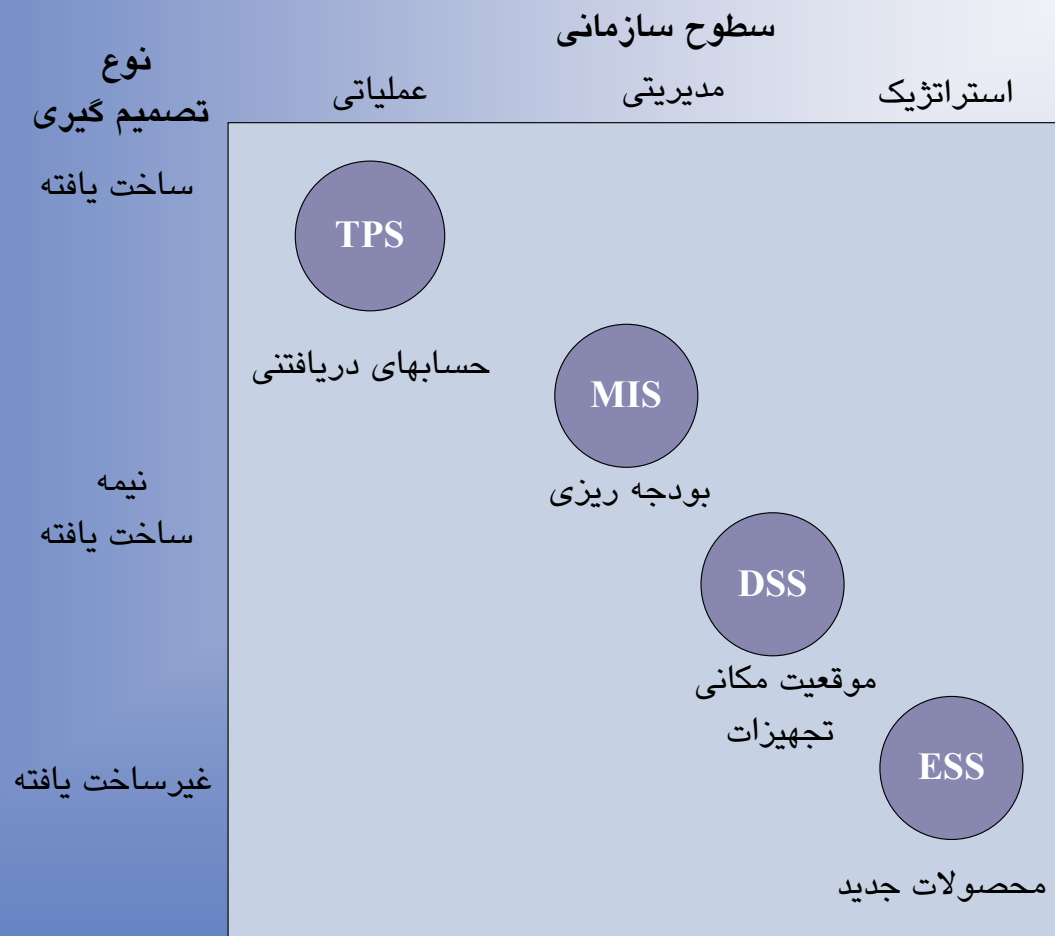 سطوح سازمانی
نوع
تصمیم گیری
عملیاتی
مدیریتی
استراتژیک
ساخت یافته
TPS
حسابهای دریافتنی
MIS
بودجه ریزی
نیمه
ساخت یافته
DSS
موقعیت مکانی
تجهیزات
ESS
غیرساخت یافته
محصولات جدید